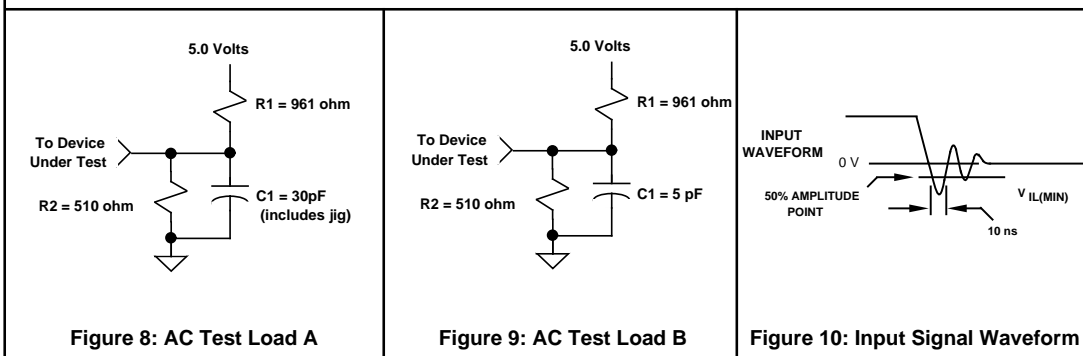 5.0 Volts
R1 = 961 ohm
To Device
Under Test
R2 = 510 ohm
C1 = 30pF
(includes jig)
Figure 8: AC Test Load A
5.0 Volts
R1 = 961 ohm
To Device
Under Test
R2 = 510 ohm
C1 = 5 pF
Figure 9: AC Test Load B
INPUT
WAVEFORM
0 V
50% AMPLITUDE
POINT
V IL(MIN)
10 ns
Figure 10: Input Signal Waveform